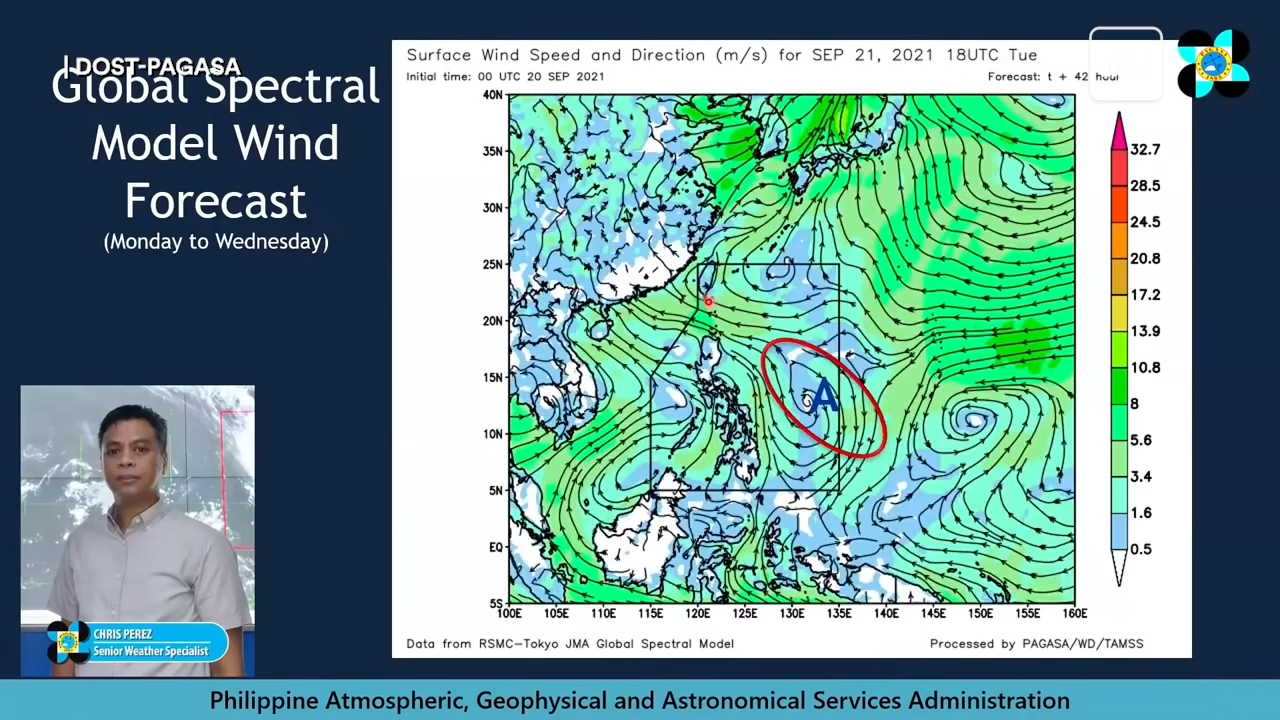 | DOST-PAGASA
Global Spectral
Model Wind
Forecast
(Monday to Wednesday)
Surface Wind Speed and Direction (m/s) for SEP 21, 2021 18UTC Tue
Initial time: 00 UTC 20 SEP 2021
Forecast: t + 42 hour
40N
35N
30N
25N
20N
15N
10N
5N
EQ
5S
100E 105E 110E 115E 120E 125E 130E 135E 140E 145E 150E 155E 160E
A
32.7
28.5
24.5
20.8
17.2
13.9
10.8
8
5.6
3.4
1.6
0.5
Data from RSMC-Tokyo JMA Global Spectral Model
Processed by PAGASA/WD/TAMSS
CHRIS PEREZ
Senior Weather Specialist
Philippine Atmospheric, Geophysical and Astronomical Services Administration